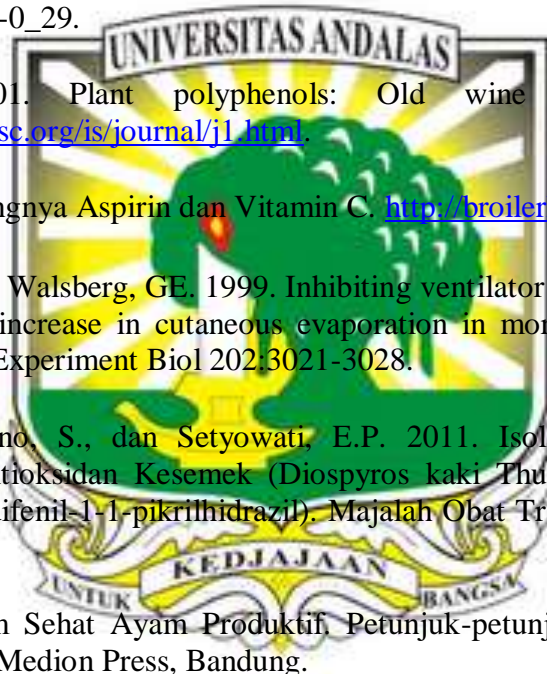 -0_29.
UNIVERSITAS ANDALAS
01. Plant polyphenols: Old wine
sc.org/is/journal/j1.html.
ngnya Aspirin dan Vitamin C. http://broiler
Walsberg, GE. 1999. Inhibiting ventilator
increase in cutaneous evaporation in mor
Experiment Biol 202:3021-3028.
no, S., dan Setyowati, E.P. 2011. Isol
tioksidan Kesemek (Diospyros kaki Thu
ifenil-1-1-pikrilhidrazil). Majalah Obat Tr
KEDJAJAAN
UNTUK BANGSA
n Sehat Ayam Produktif. Petunjuk-petunj
Medion Press, Bandung.